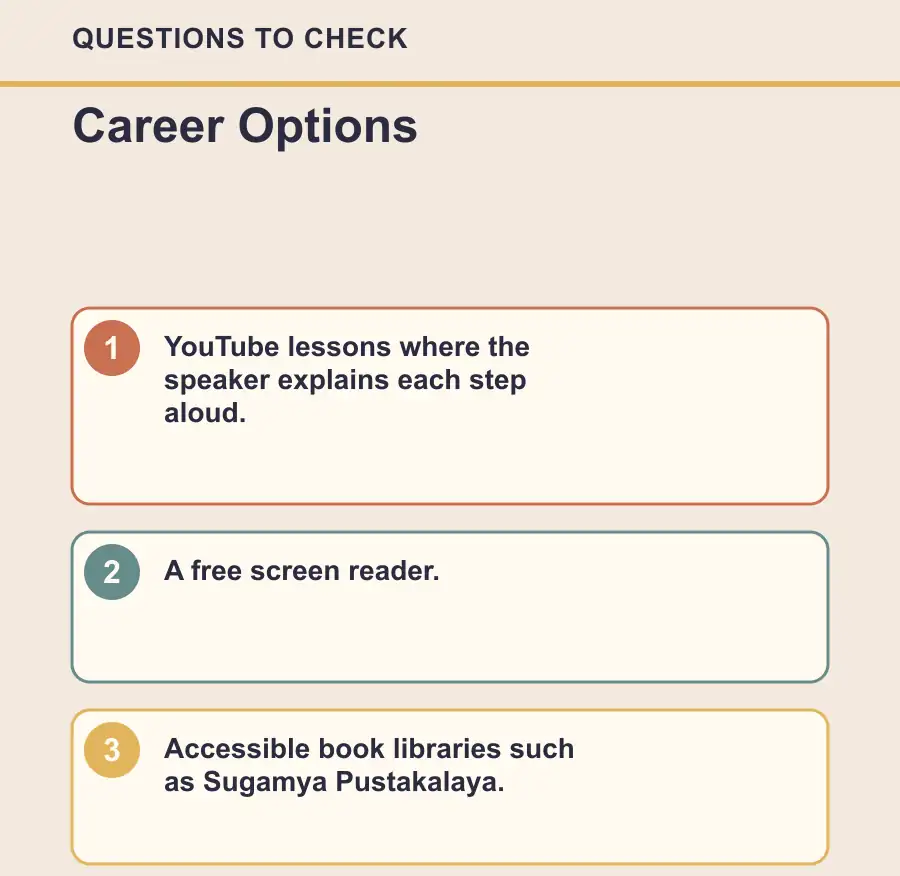 QUESTIONS TO CHECK
Career Options
1
YouTube lessons where the
speaker explains each step
aloud.
2
A free screen reader.
3
Accessible book libraries such
as Sugamya Pustakalaya.